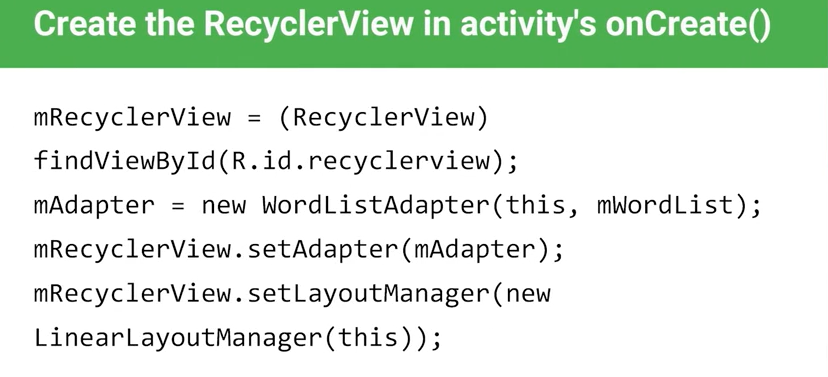 Create the RecyclerView in activity's onCreate()
mRecyclerView = (RecyclerView)
findViewById(R.id.recyclerview);
mAdapter = new WordListAdapter(this, mWordList);
mRecyclerView.setAdapter(mAdapter);
mRecyclerView.setLayoutManager(new
LinearLayoutManager(this));